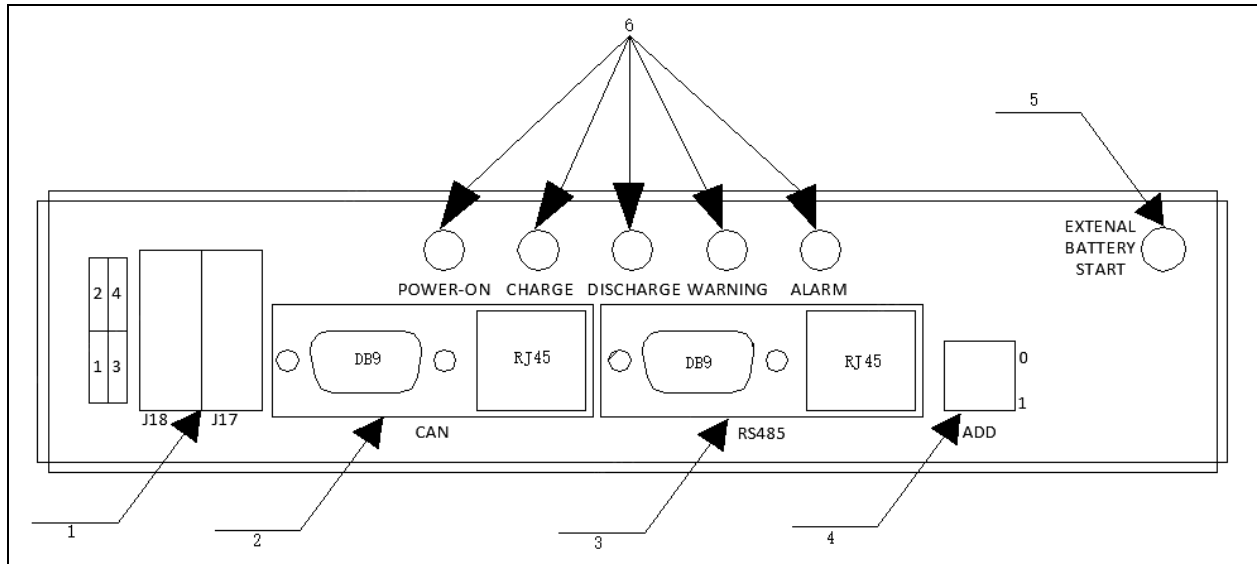 6
5
EXTENAL
BATTERY
START
POWER-ON CHARGE DISCHARGE WARNING ALARM
2 4
1 3
DB9
RJ45
DB9
RJ45
0
1
J18 J17
CAN
RS485
ADD
1
2
3
4